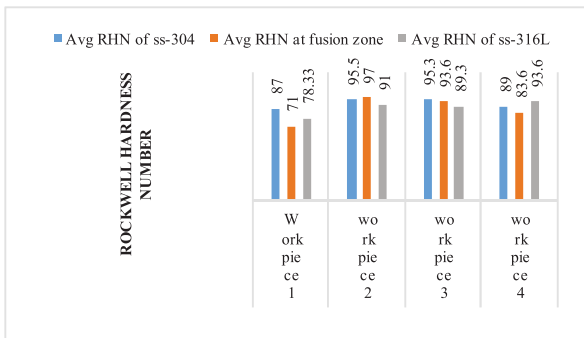 Avg RHN of ss-304 Avg RHN at fusion zone Avg RHN of ss-316L
ROCKWELL HARDNESS
NUMBER
87
71
78.33
95.5
97
91
95.3
93.6
89.3
89
83.6
93.6
W
ork
pie
ce
1
wo
rk
pie
ce
2
wo
rk
pie
ce
3
wo
rk
pie
ce
4